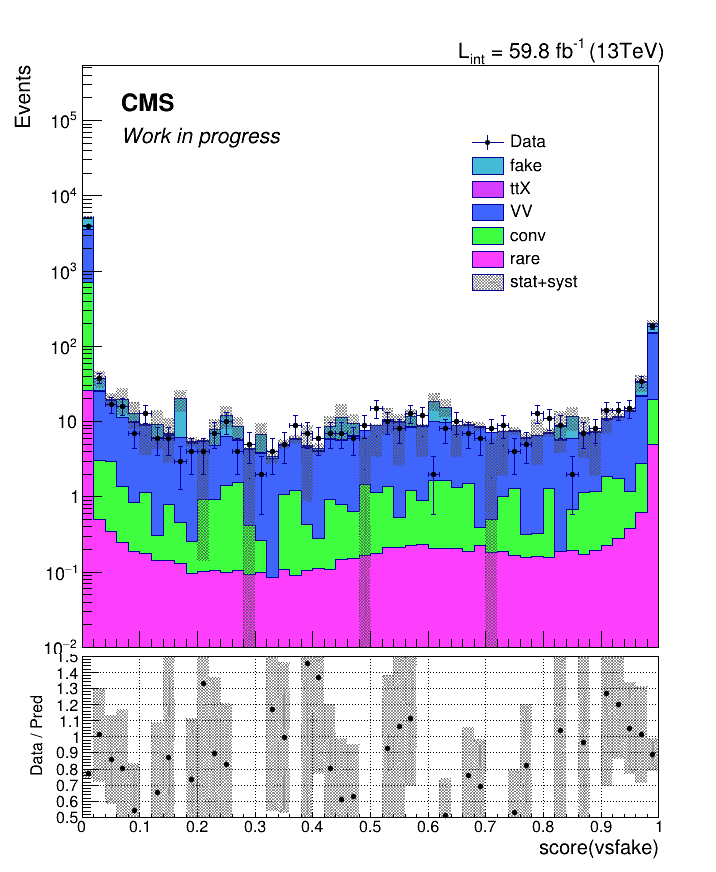 L_int = 59.8 fb^-1 (13TeV)
Events
CMS
Work in progress
Data
fake
ttX
VV
conv
rare
stat+syst
10^5
10^4
10^3
10^2
10
1
10^−1
10^−2
Data / Pred
1.5
1.4
1.3
1.2
1.1
1
0.9
0.8
0.7
0.6
0.5
0 0.1 0.2 0.3 0.4 0.5 0.6 0.7 0.8 0.9 1
score(vsfake)